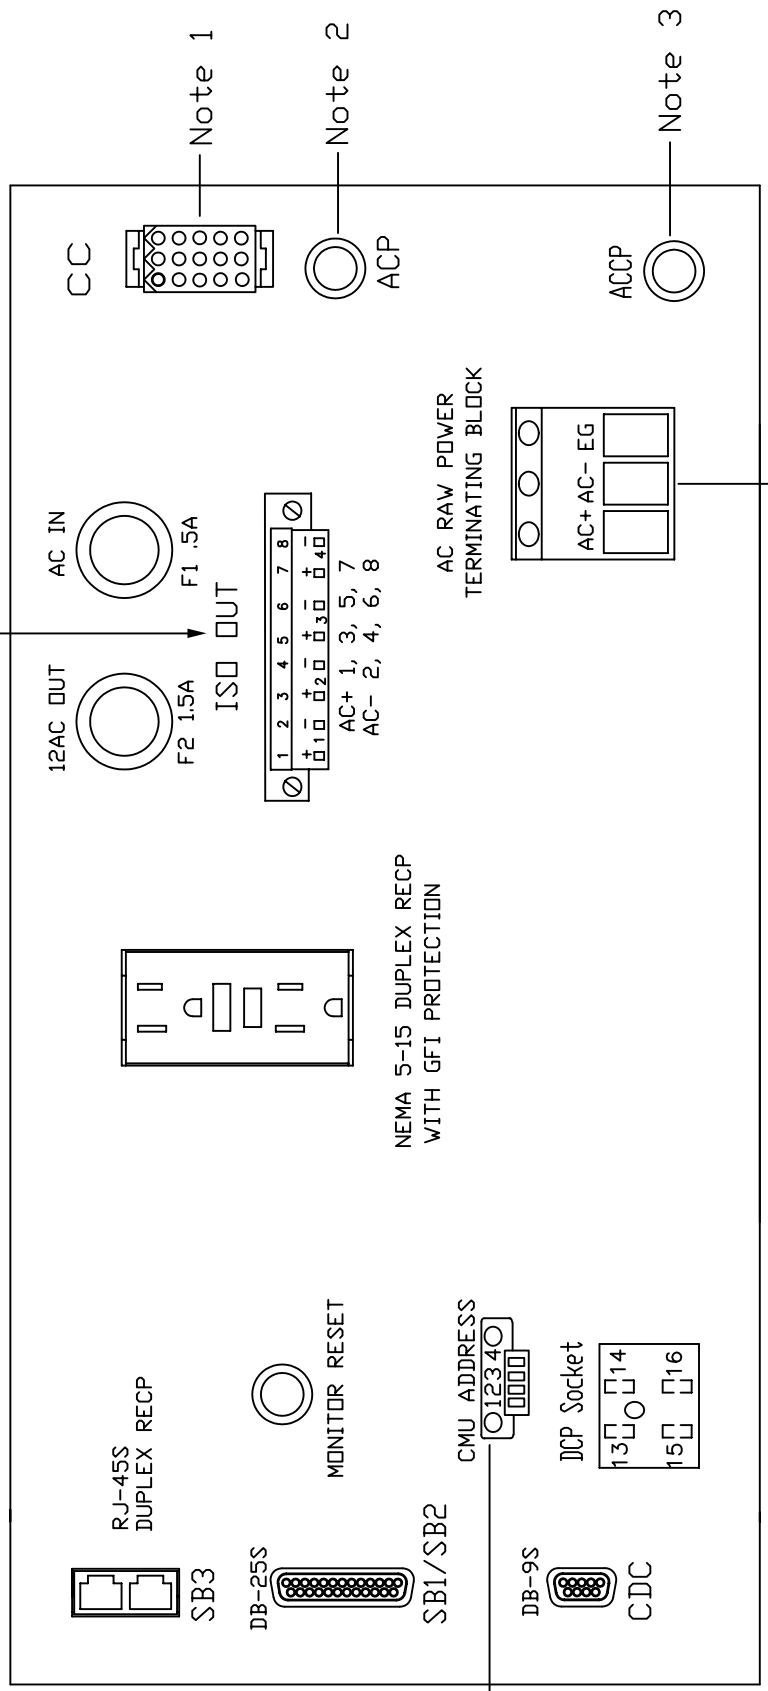 Note 1
Note 2
Note 3
CC
ACP
ACCP
AC IN
F1 .5A
12AC OUT
F2 1.5A
ISO OUT
1 2 3 4 5 6 7 8
+ - + - + - + -
1 2 3 4
AC+ 1, 3, 5, 7
AC- 2, 4, 6, 8
AC RAW POWER
TERMINATING BLOCK
AC+ AC- EG
NEMA 5-15 DUPLEX RECP
WITH GFI PROTECTION
MONITOR RESET
CMU ADDRESS
1234
DCP Socket
13 14
15 16
RJ-45S
DUPLEX RECP
SB3
DB-25S
SB1/SB2
DB-9S
CDC